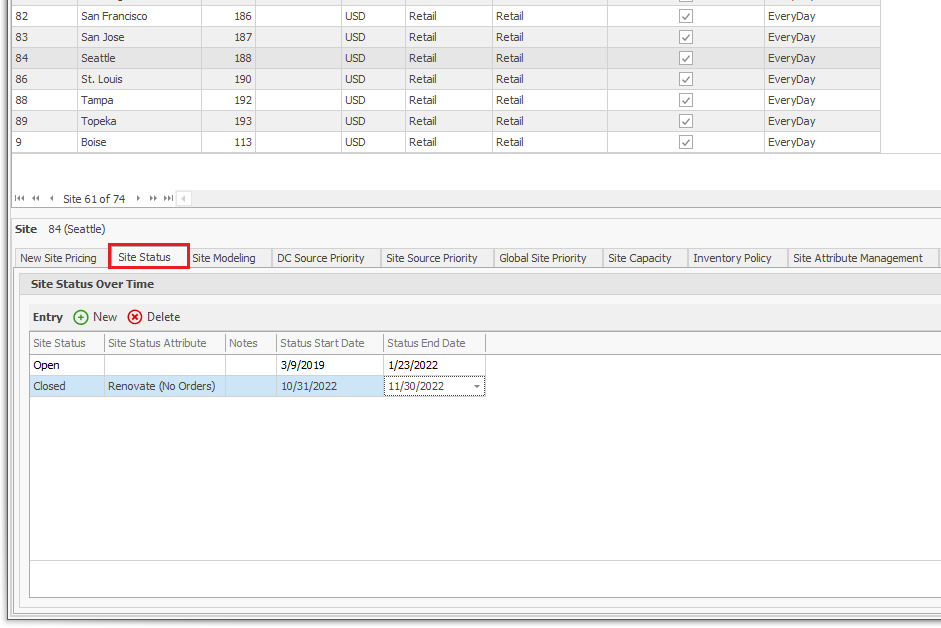 82 San Francisco 186 USD Retail Retail EveryDay
83 San Jose 187 USD Retail Retail EveryDay
84 Seattle 188 USD Retail Retail EveryDay
86 St. Louis 190 USD Retail Retail EveryDay
88 Tampa 192 USD Retail Retail EveryDay
89 Topeka 193 USD Retail Retail EveryDay
9 Boise 113 USD Retail Retail EveryDay
Site 61 of 74
Site 84 (Seattle)
New Site Pricing Site Status Site Modeling DC Source Priority Site Source Priority Global Site Priority Site Capacity Inventory Policy Site Attribute Management
Site Status Over Time
Entry New Delete
Site Status Site Status Attribute Notes Status Start Date Status End Date
Open 3/9/2019 1/23/2022
Closed Renovate (No Orders) 10/31/2022 11/30/2022